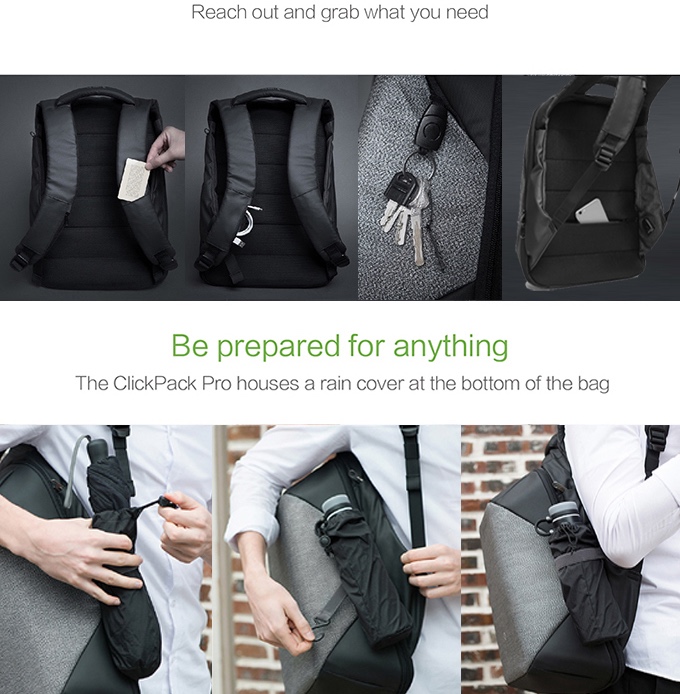 Reach out and grab what you need
Be prepared for anything
The ClickPack Pro houses a rain cover at the bottom of the bag